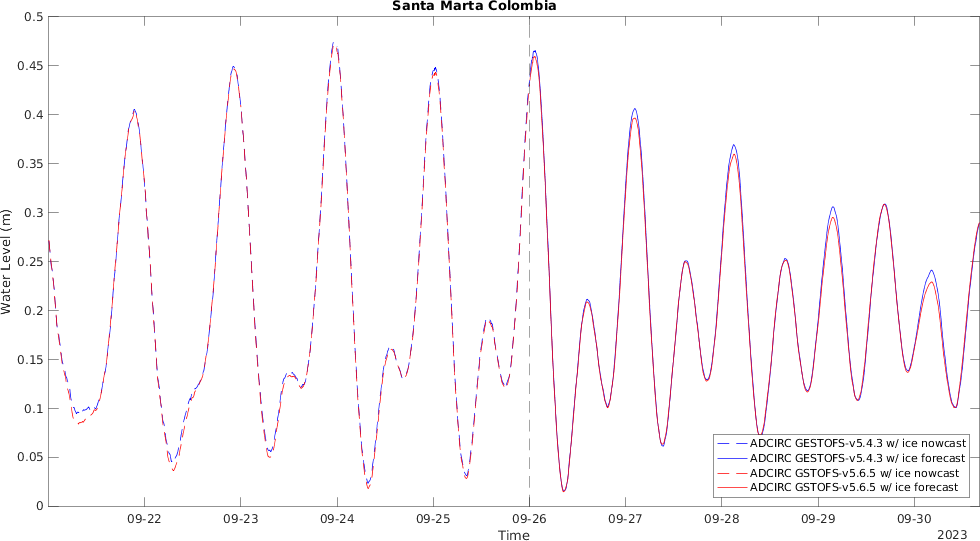 Santa Marta Colombia
0.5
0.45
0.4
0.35
0.3
0.25
0.2
0.15
0.1
0.05
0
Water Level (m)
ADCIRC GESTOFS-v5.4.3 w/ ice nowcast
ADCIRC GESTOFS-v5.4.3 w/ ice forecast
ADCIRC GSTOFS-v5.6.5 w/ ice nowcast
ADCIRC GSTOFS-v5.6.5 w/ ice forecast
09-22 09-23 09-24 09-25 09-26 09-27 09-28 09-29 09-30
Time
2023